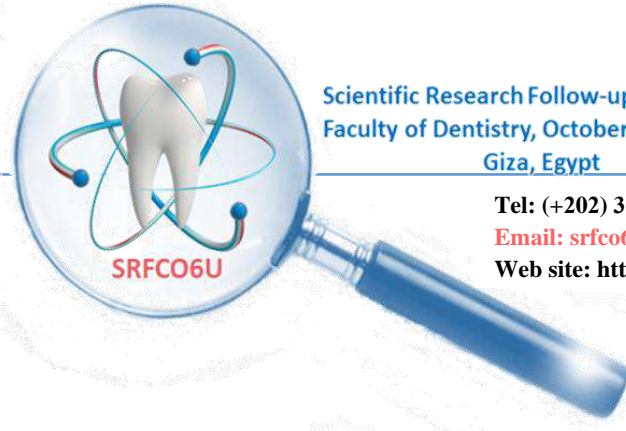 Scientific Research Follow-up
Faculty of Dentistry, October
Giza, Egypt
Tel: (+202) 3
Email: srfco6
Web site: htt
SRFCO6U